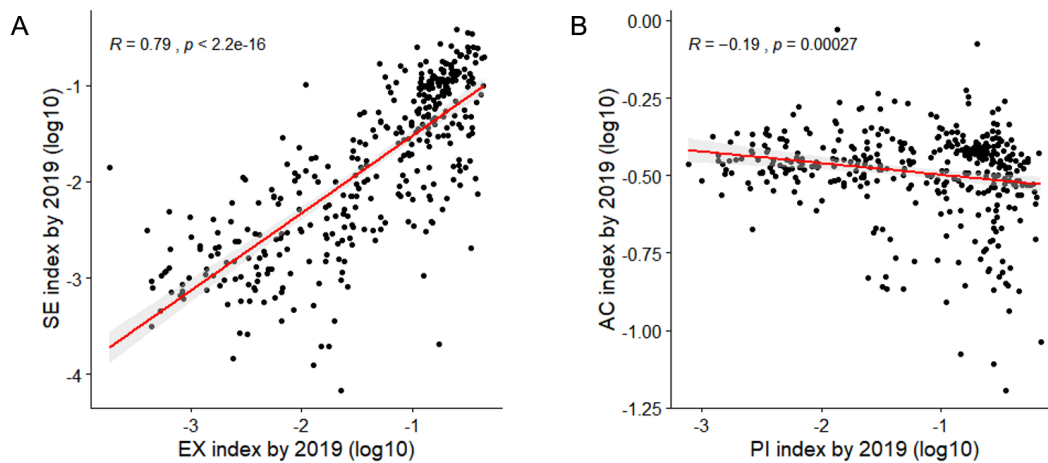 A
R = 0.79 , p < 2.2e-16
SE index by 2019 (log10)
-1
-2
-3
-4
-3
-2
-1
EX index by 2019 (log10)
B
R = −0.19 , p = 0.00027
AC index by 2019 (log10)
0.00
-0.25
-0.50
-0.75
-1.00
-1.25
-3
-2
-1
PI index by 2019 (log10)